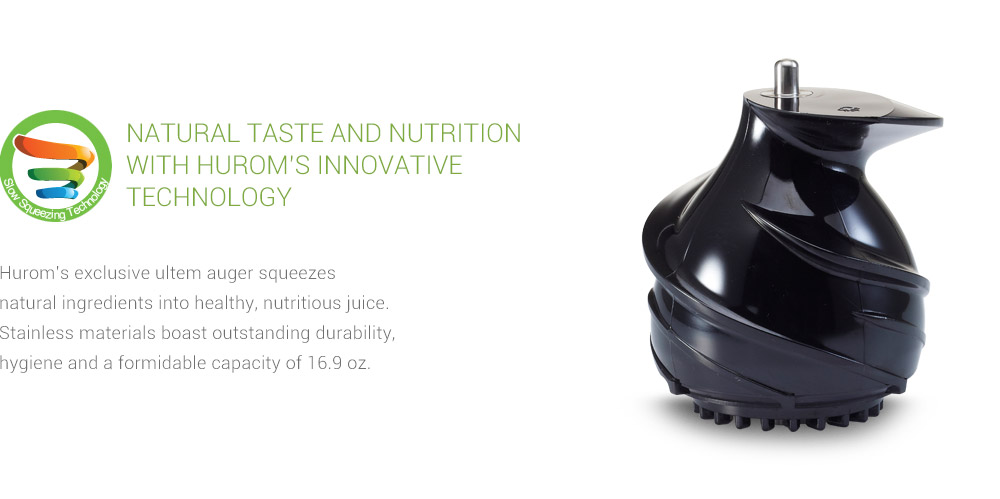 Slow Squeezing Technology
NATURAL TASTE AND NUTRITION
WITH HUROM'S INNOVATIVE
TECHNOLOGY
Hurom's exclusive ultem auger squeezes
natural ingredients into healthy, nutritious juice.
Stainless materials boast outstanding durability,
hygiene and a formidable capacity of 16.9 oz.